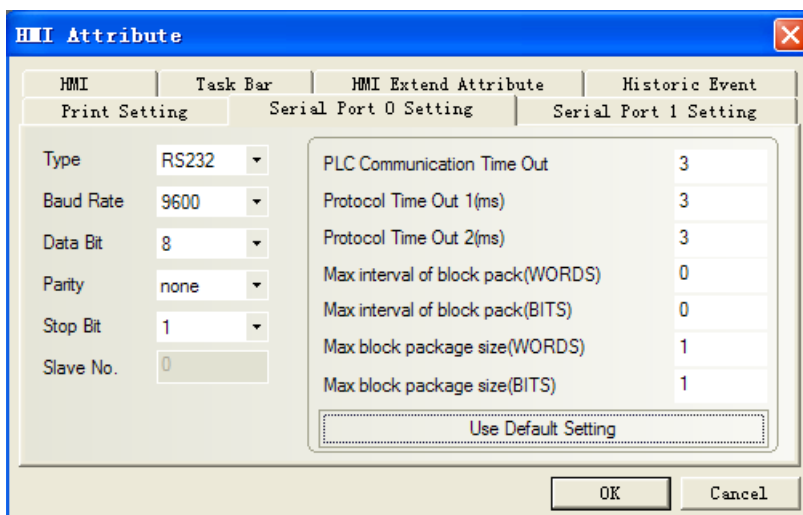 HMI Attribute
HMI Task Bar HMI Extend Attribute Historic Event
Print Setting Serial Port 0 Setting Serial Port 1 Setting
Type RS232
Baud Rate 9600
Data Bit 8
Parity none
Stop Bit 1
Slave No. 0
PLC Communication Time Out 3
Protocol Time Out 1(ms) 3
Protocol Time Out 2(ms) 3
Max interval of block pack(WORDS) 0
Max interval of block pack(BITS) 0
Max block package size(WORDS) 1
Max block package size(BITS) 1
Use Default Setting
OK Cancel